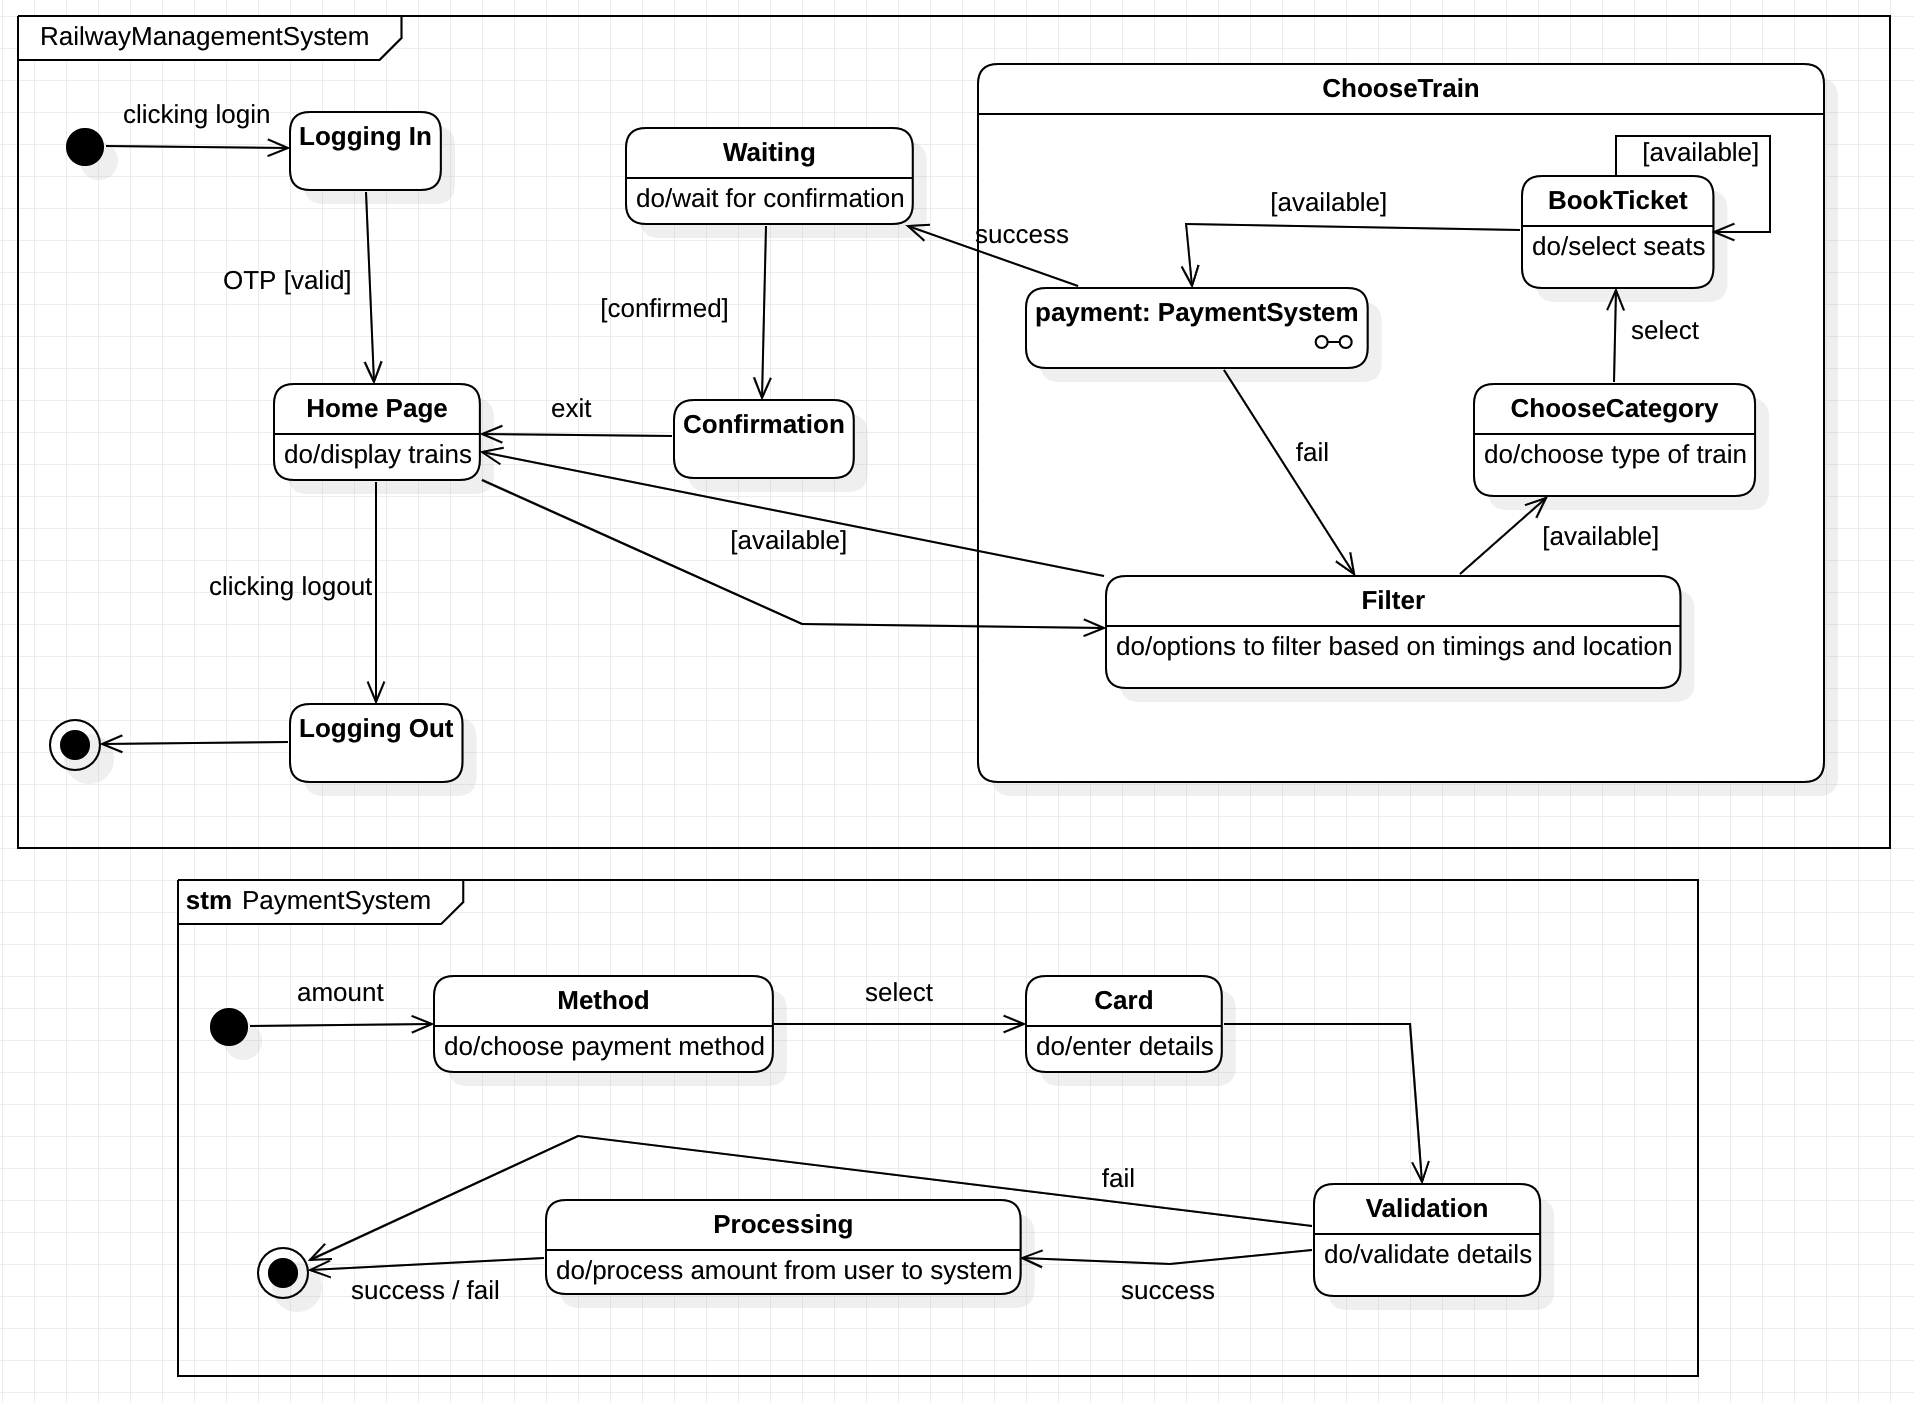 RailwayManagementSystem
ChooseTrain
clicking login
Logging In
Waiting
do/wait for confirmation
[available]
BookTicket
do/select seats
[available]
success
OTP [valid]
[confirmed]
payment: PaymentSystem
select
Home Page
do/display trains
exit
Confirmation
fail
ChooseCategory
do/choose type of train
[available]
[available]
clicking logout
Filter
do/options to filter based on timings and location
Logging Out
stm PaymentSystem
amount
Method
do/choose payment method
select
Card
do/enter details
fail
Processing
do/process amount from user to system
Validation
do/validate details
success / fail
success